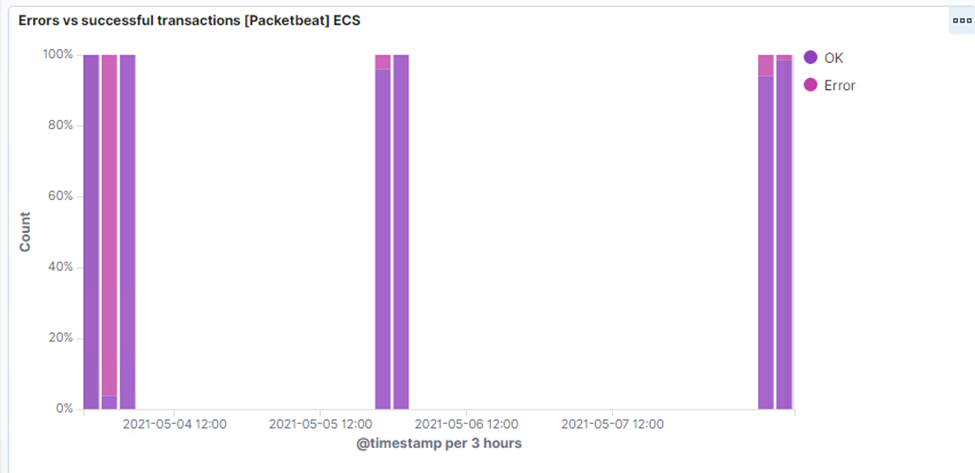 Errors vs successful transactions [Packetbeat] ECS
100%
80%
60%
40%
20%
0%
Count
2021-05-04 12:00 2021-05-05 12:00 2021-05-06 12:00 2021-05-07 12:00
@timestamp per 3 hours
OK
Error